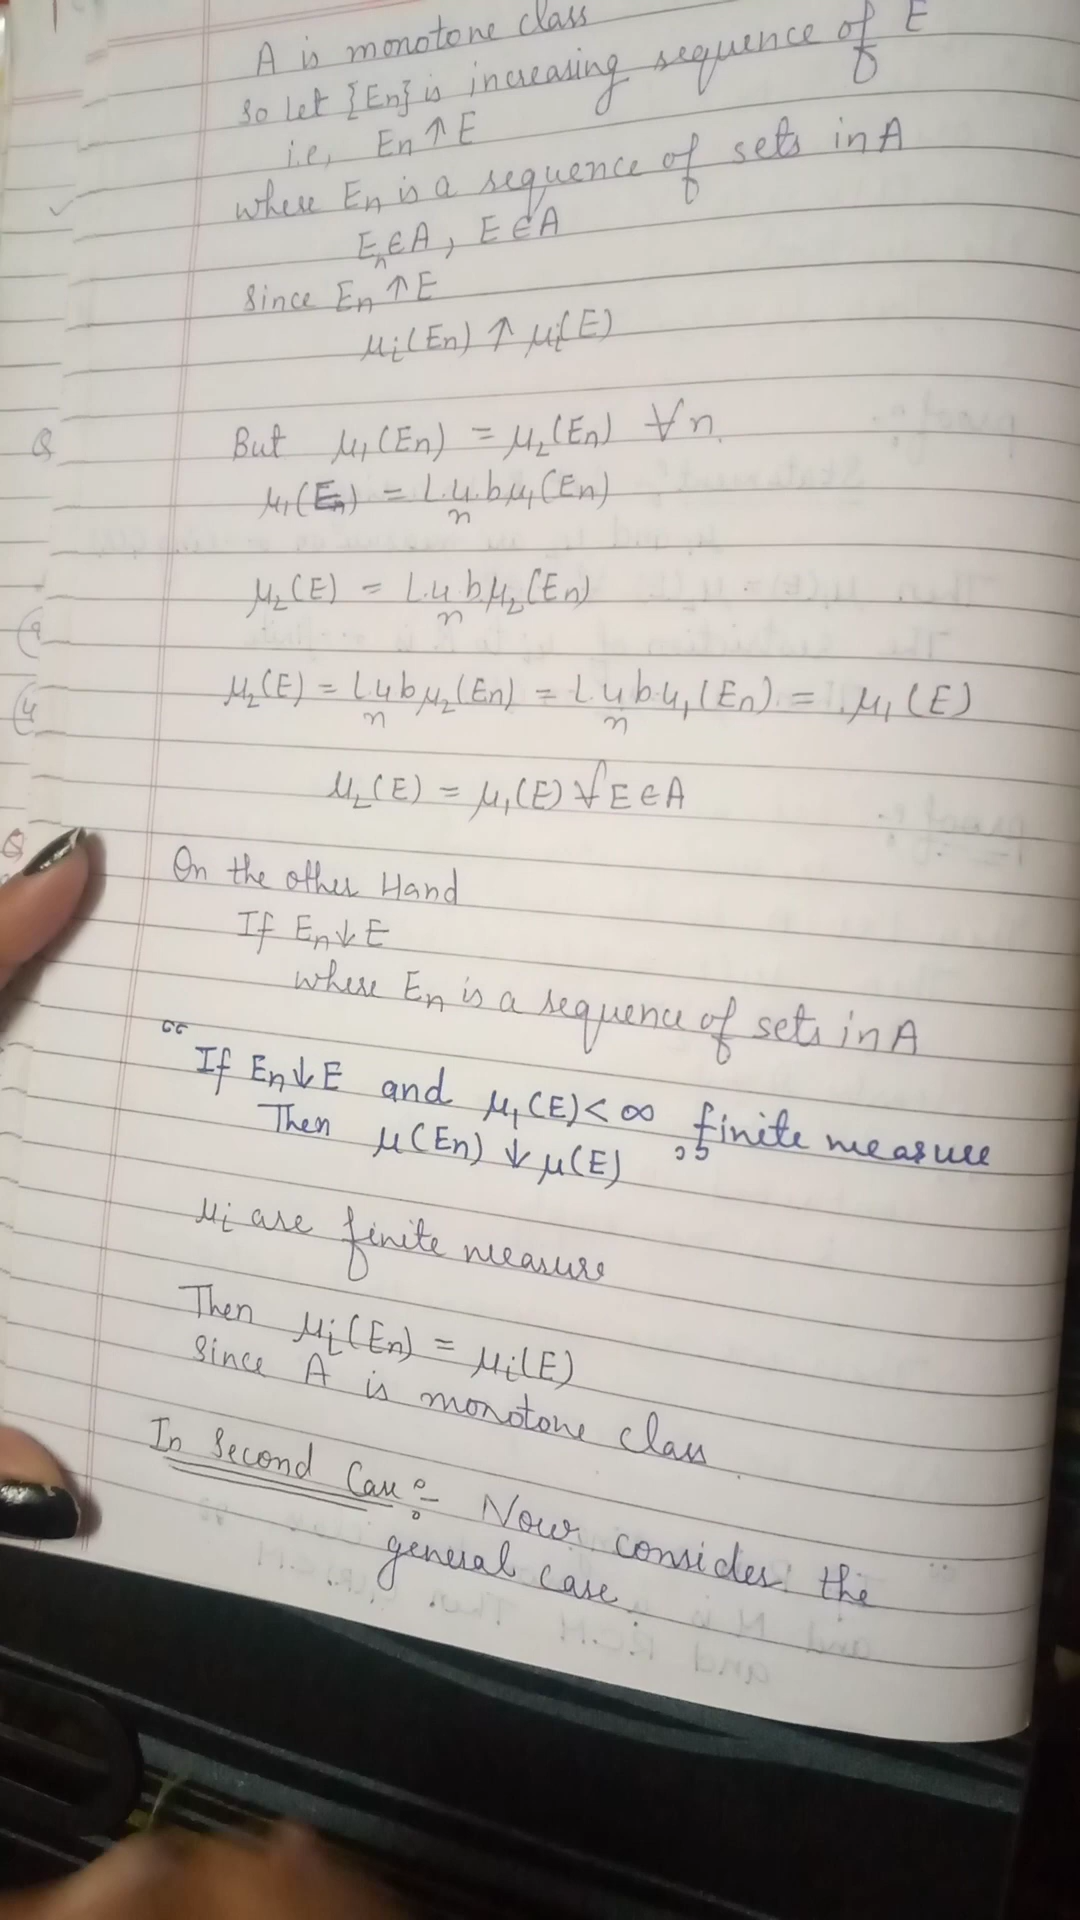 A is monotone class
so let {En} is increasing sequence of E
i.e, En ↑ E
where En is a sequence of sets in A
En ∈ A, E ∈ A
Since En ↑ E
μi(En) ↑ μi(E)
But μ1(En) = μ2(En) ∀ n
μ1(E) = L.u.b μ1(En)
n
μ2(E) = L.u.b. μ2(En)
n
μ2(E) = L u b μ2(En) = L.u.b. μ1(En) = μ1(E)
n n
μ2(E) = μ1(E) ∀ E ∈ A
On the other Hand
If En ↓ E
where En is a sequence of sets in A
“ If En ↓ E and μ1(E) < ∞ finite measure
Then μ(En) ↓ μ(E) ”
μi are finite measure
Then μi(En) = μi(E)
Since A is monotone class
In Second Case :- Now consider the
general case.